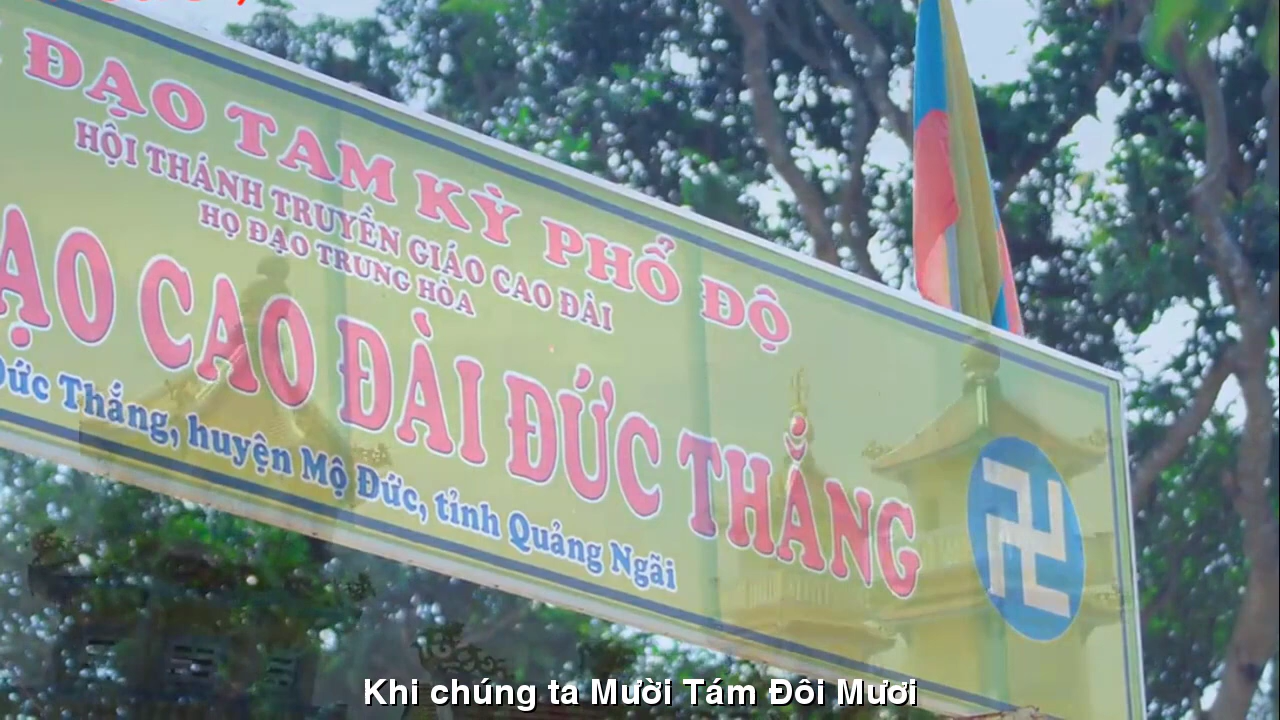 ĐẠO TAM KỲ PHỔ ĐỘ
HỘI THÁNH TRUYỀN GIÁO CAO ĐÀI
HỌ ĐẠO TRUNG HÒA
ẠO CAO ĐÀI ĐỨC THẮNG
Đức Thắng, huyện Mộ Đức, tỉnh Quảng Ngãi
Khi chúng ta Mười Tám Đôi Mươi